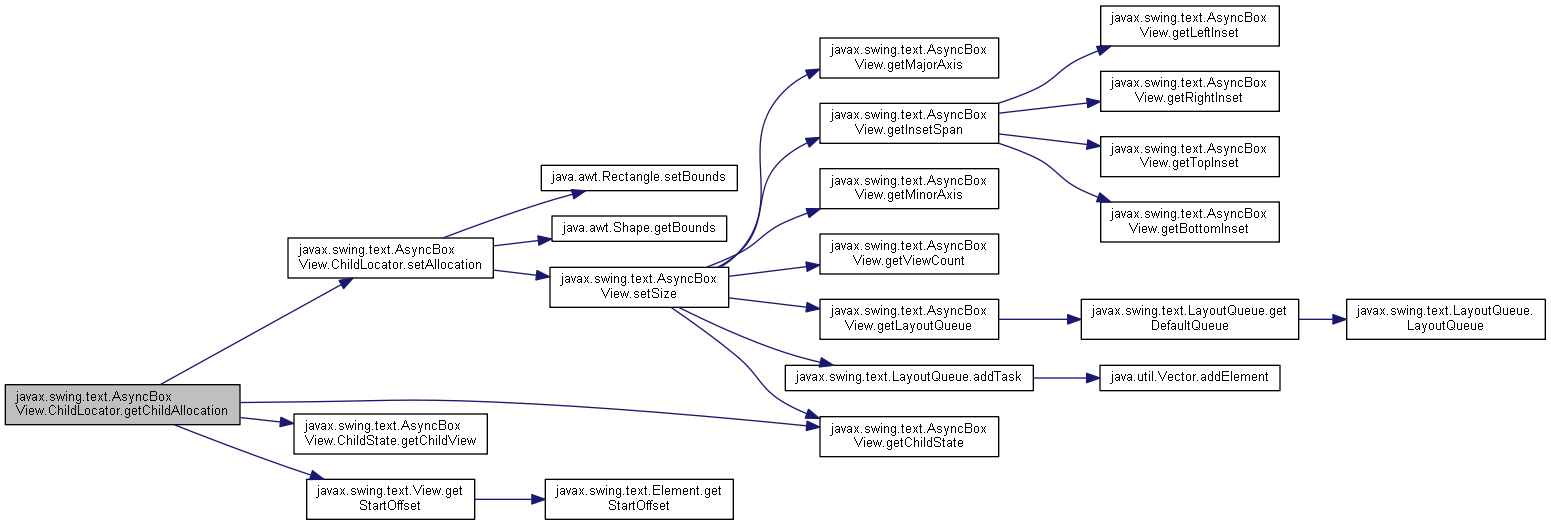 javax.swing.text.AsyncBox
View.ChildLocator.getChildAllocation
javax.swing.text.AsyncBox
View.ChildLocator.setAllocation
java.awt.Rectangle.setBounds
java.awt.Shape.getBounds
javax.swing.text.AsyncBox
View.setSize
javax.swing.text.AsyncBox
View.getMajorAxis
javax.swing.text.AsyncBox
View.getInsetSpan
javax.swing.text.AsyncBox
View.getLeftInset
javax.swing.text.AsyncBox
View.getRightInset
javax.swing.text.AsyncBox
View.getTopInset
javax.swing.text.AsyncBox
View.getBottomInset
javax.swing.text.AsyncBox
View.getMinorAxis
javax.swing.text.AsyncBox
View.getViewCount
javax.swing.text.AsyncBox
View.getLayoutQueue
javax.swing.text.LayoutQueue.get
DefaultQueue
javax.swing.text.LayoutQueue.
LayoutQueue
javax.swing.text.LayoutQueue.addTask
java.util.Vector.addElement
javax.swing.text.AsyncBox
View.getChildState
javax.swing.text.AsyncBox
View.ChildState.getChildView
javax.swing.text.View.get
StartOffset
javax.swing.text.Element.get
StartOffset